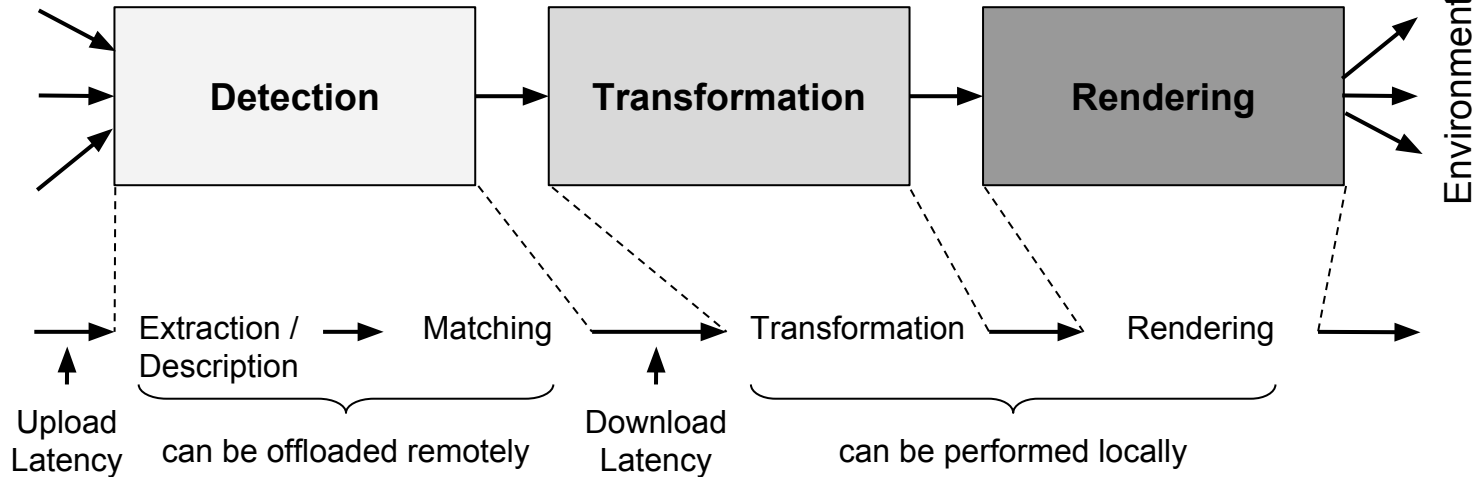 Detection
Transformation
Rendering
Environment
Extraction /
Description
Matching
Transformation
Rendering
Upload
Latency
can be offloaded remotely
Download
Latency
can be performed locally